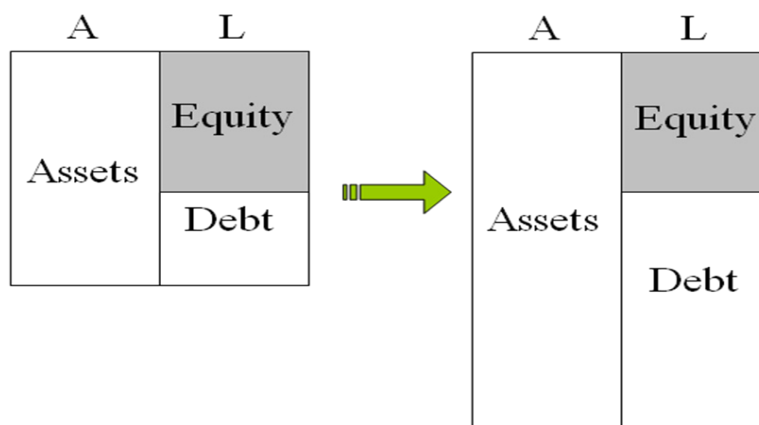 A L
Equity
Assets
Debt
A L
Equity
Assets
Debt